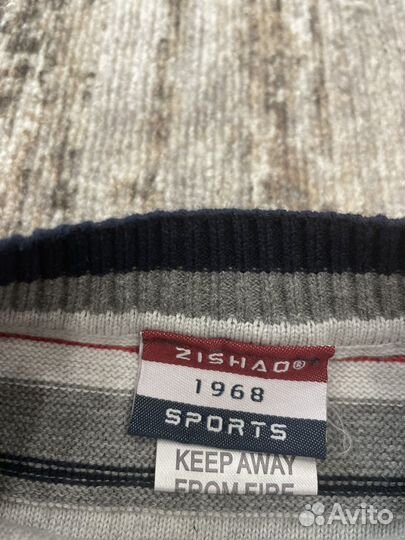 ZISHAO®
1968
SPORTS
KEEP AWAY
FROM FIRE
Avito